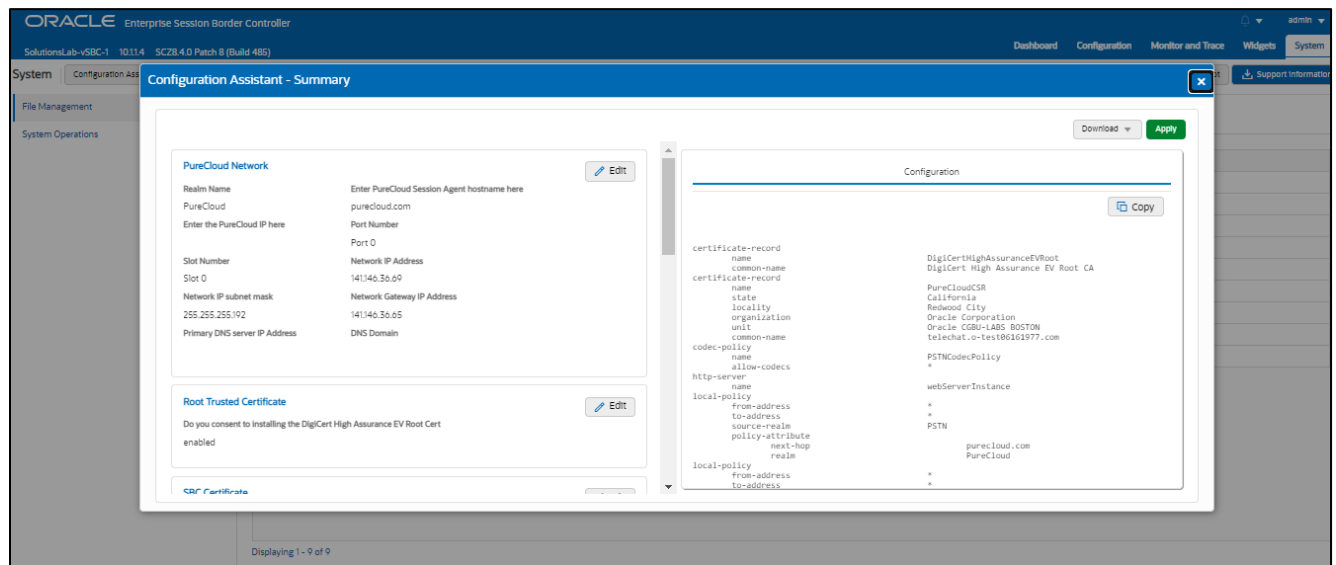 ORACLE Enterprise Session Border Controller
admin
SolutionsLab-vSBC-1 10.1.1.4 SCZ8.4.0 Patch 8 (Build 485)
Dashboard Configuration Monitor and Trace Widgets System
System Configuration Ass
Support Information
File Management
System Operations
Configuration Assistant - Summary
Download Apply
PureCloud Network
Edit
Realm Name Enter PureCloud Session Agent hostname here
PureCloud purecloud.com
Enter the PureCloud IP here Port Number
Port 0
Slot Number Network IP Address
Slot 0 141.146.36.69
Network IP subnet mask Network Gateway IP Address
255.255.255.192 141.146.36.65
Primary DNS server IP Address DNS Domain
Root Trusted Certificate
Edit
Do you consent to installing the DigiCert High Assurance EV Root Cert
enabled
SBC Certificate
Configuration
Copy
certificate-record
name DigiCertHighAssuranceEVRoot
common-name DigiCert High Assurance EV Root CA
certificate-record
name PureCloudCSR
state California
locality Redwood City
organization Oracle Corporation
unit Oracle CGBU-LABS BOSTON
common-name telechat.o-test06161977.com
codec-policy
name PSTNCodecPolicy
allow-codecs *
http-server
name webServerInstance
local-policy
from-address *
to-address *
source-realm PSTN
policy-attribute
next-hop purecloud.com
realm PureCloud
local-policy
from-address *
to-address *
Displaying 1 - 9 of 9